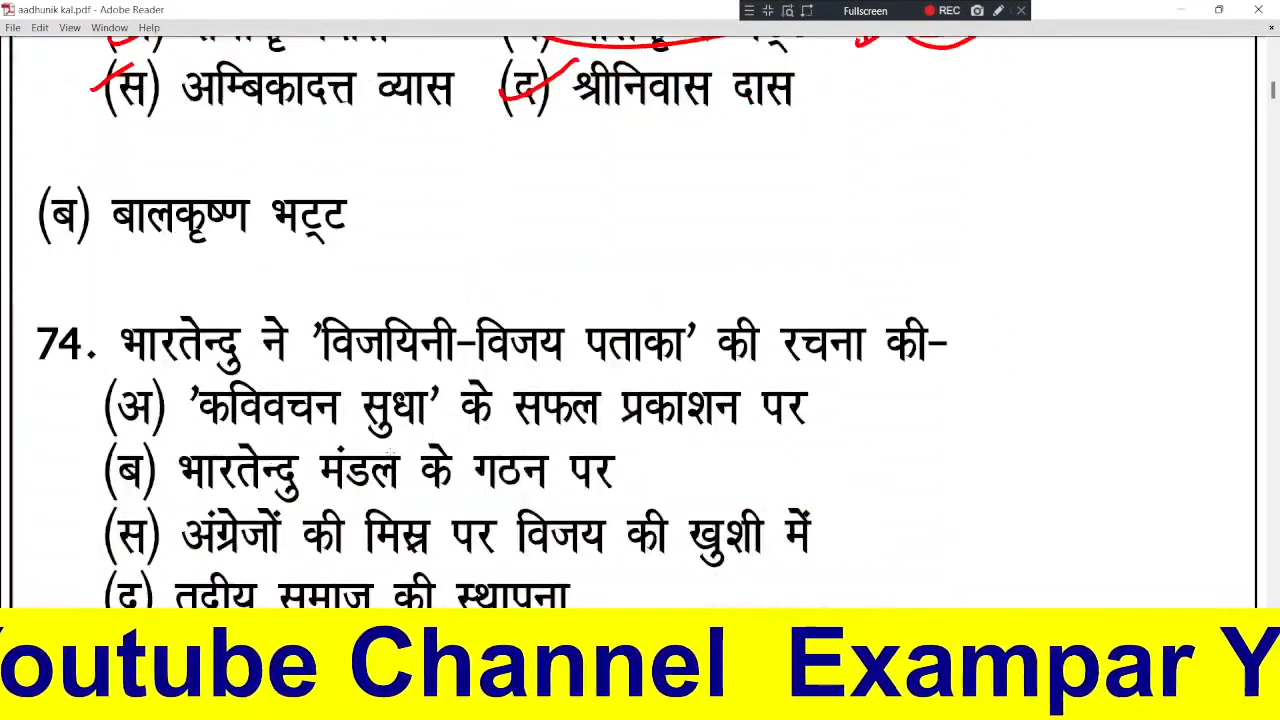 aadhunik kal.pdf - Adobe Reader
Fullscreen REC
File Edit View Window Help
(स) अम्बिकादत्त व्यास (द) श्रीनिवास दास
(ब) बालकृष्ण भट्ट
74. भारतेन्दु ने ’विजयिनी-विजय पताका’ की रचना की-
(अ) ’कविवचन सुधा’ के सफल प्रकाशन पर
(ब) भारतेन्दु मंडल के गठन पर
(स) अंग्रेजों की मिस्र पर विजय की खुशी में
(द) तदीय समाज की स्थापना
outube Channel Exampar Y